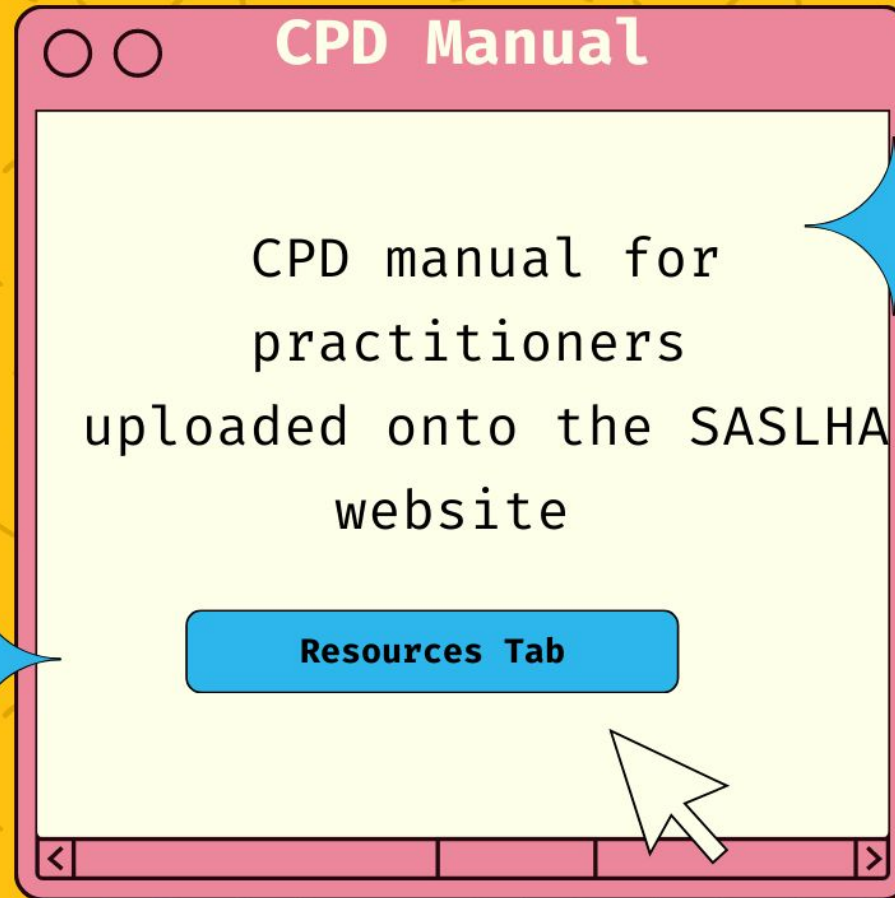 CPD Manual
CPD manual for
practitioners
uploaded onto the SASLHA
website
Resources Tab